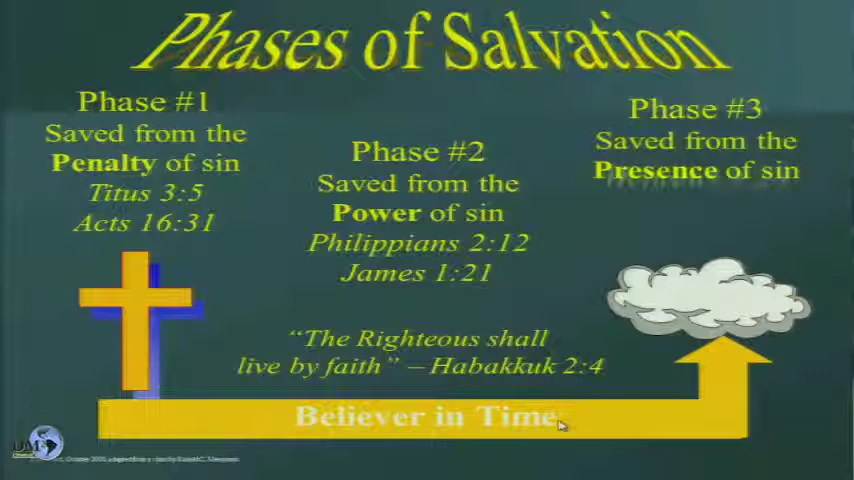 Phases of Salvation
Phase #1
Saved from the
Penalty of sin
Titus 3:5
Acts 16:31
Phase #2
Saved from the
Power of sin
Philippians 2:12
James 1:21
Phase #3
Saved from the
Presence of sin
“The Righteous shall
live by faith” – Habakkuk 2:4
Believer in Time
DM